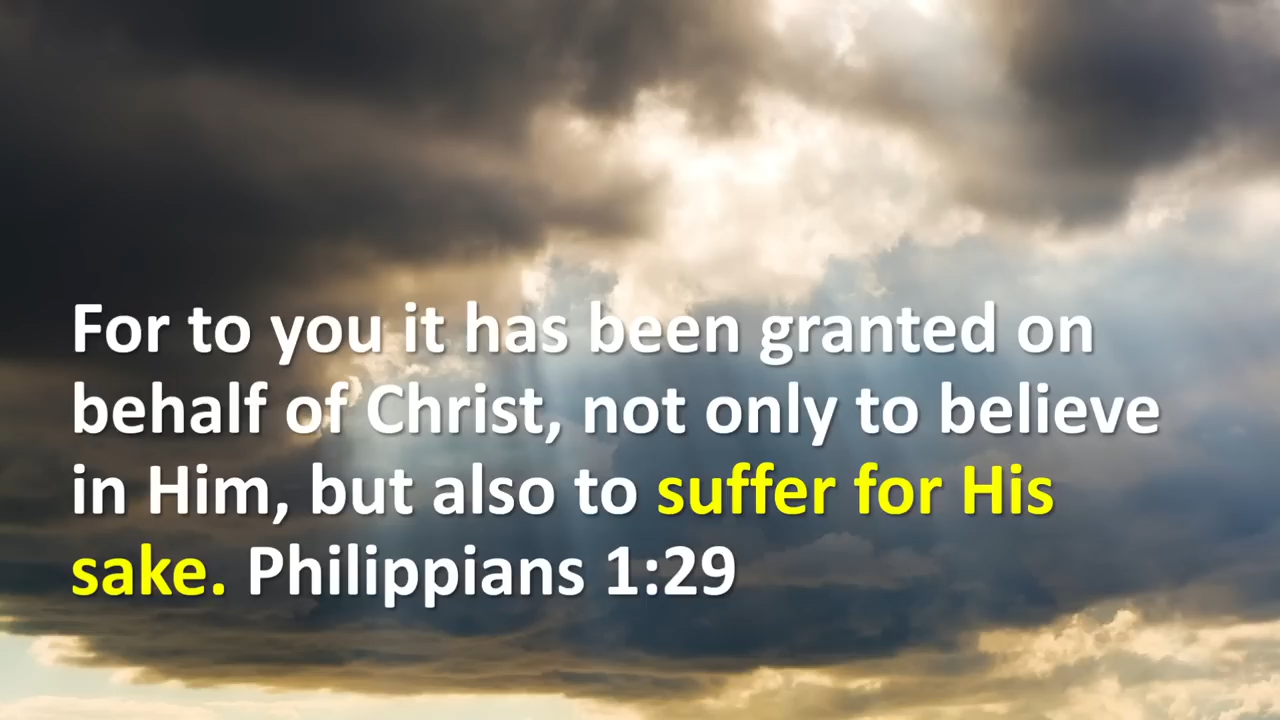 For to you it has been granted on
behalf of Christ, not only to believe
in Him, but also to suffer for His
sake. Philippians 1:29